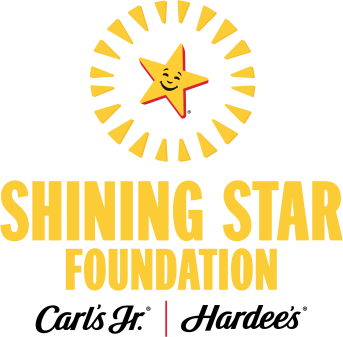 SHINING STAR
FOUNDATION
Carl's Jr.® | Hardee's®